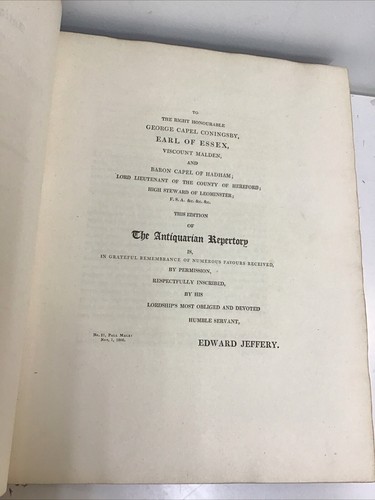 TO
THE RIGHT HONOURABLE
GEORGE CAPEL CONINGSBY,
EARL OF ESSEX,
VISCOUNT MALDEN,
AND
BARON CAPEL OF HADHAM;
LORD LIEUTENANT OF THE COUNTY OF HEREFORD;
HIGH STEWARD OF LEOMINSTER;
F. S. A. &c. &c. &c.
THIS EDITION
OF
The Antiquarian Repertory
IS,
IN GRATEFUL REMEMBRANCE OF NUMEROUS FAVOURS RECEIVED,
BY PERMISSION,
RESPECTFULLY INSCRIBED,
BY HIS
LORDSHIP'S MOST OBLIGED AND DEVOTED
HUMBLE SERVANT,
EDWARD JEFFERY.
PALL MALL: